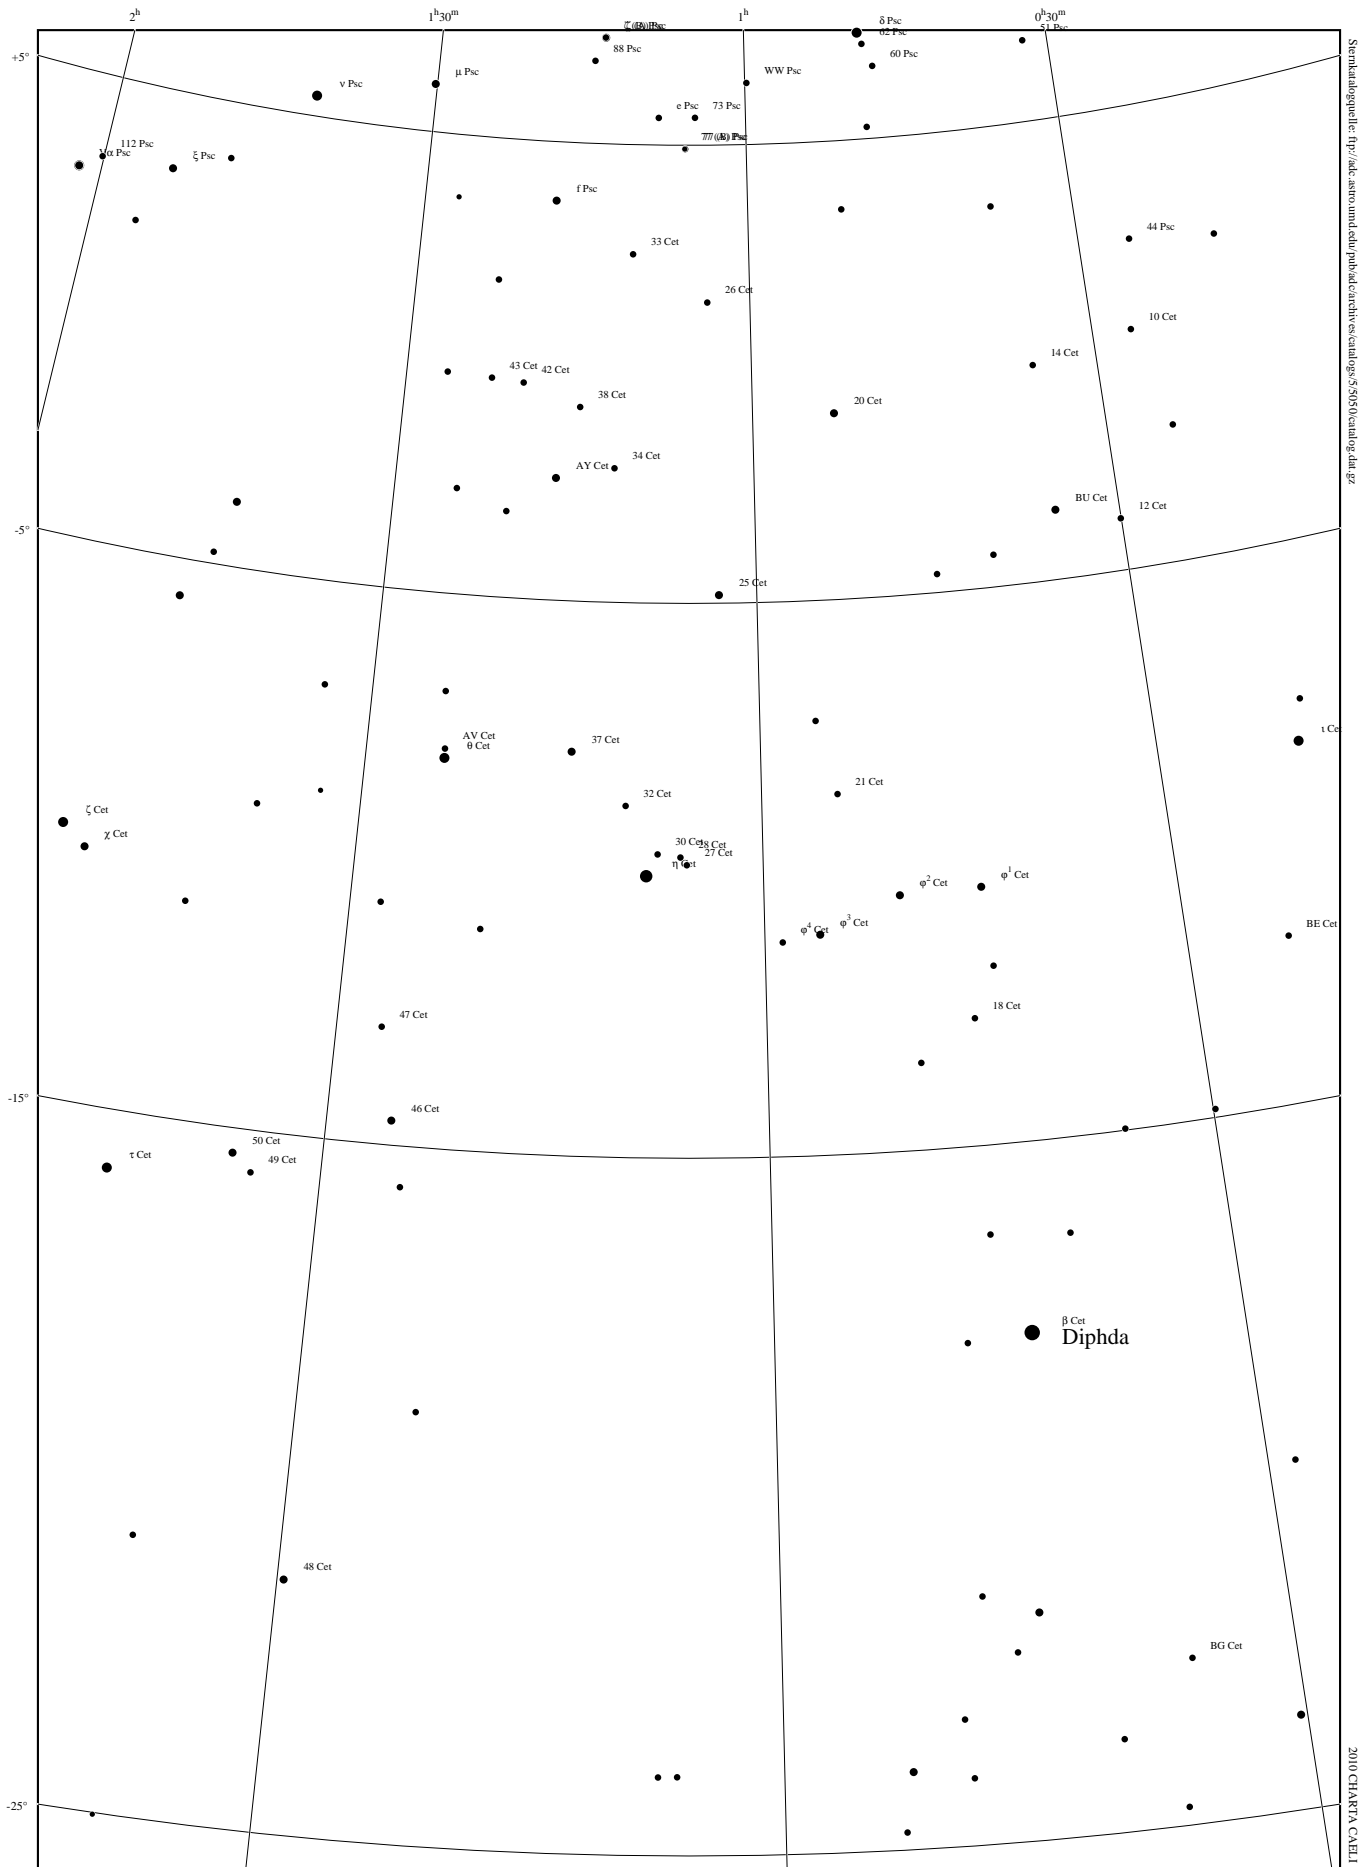 2h
1h30m
1h
0h30m
δ Psc
62 Psc
51 Psc
88 Psc
60 Psc
+5°
μ Psc
WW Psc
ν Psc
e Psc
73 Psc
112 Psc
α Psc
ξ Psc
f Psc
44 Psc
33 Cet
26 Cet
10 Cet
14 Cet
43 Cet
42 Cet
38 Cet
20 Cet
34 Cet
AY Cet
BU Cet
12 Cet
-5°
25 Cet
ι Cet
AV Cet
θ Cet
37 Cet
32 Cet
21 Cet
ζ Cet
χ Cet
30 Cet
28 Cet
27 Cet
η Cet
φ2 Cet
φ1 Cet
φ4 Cet
φ3 Cet
BE Cet
18 Cet
47 Cet
-15°
46 Cet
50 Cet
τ Cet
49 Cet
β Cet
Diphda
48 Cet
BG Cet
-25°
Sternkatalogquelle: ftp://adc.astro.umd.edu/pub/adc/archives/catalogs/5/5050/catalog.dat.gz
2010 CHARTA CAELI